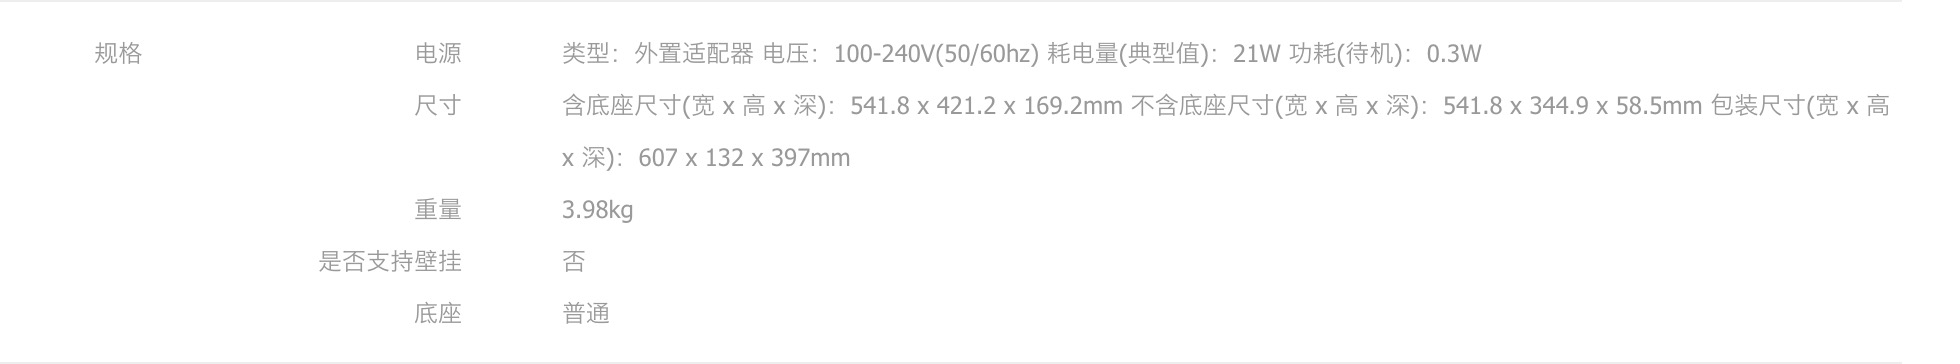 规格 电源 类型：外置适配器 电压：100-240V(50/60hz) 耗电量(典型值)：21W 功耗(待机)：0.3W
尺寸 含底座尺寸(宽 x 高 x 深)：541.8 x 421.2 x 169.2mm 不含底座尺寸(宽 x 高 x 深)：541.8 x 344.9 x 58.5mm 包装尺寸(宽 x 高
x 深)：607 x 132 x 397mm
重量 3.98kg
是否支持壁挂 否
底座 普通